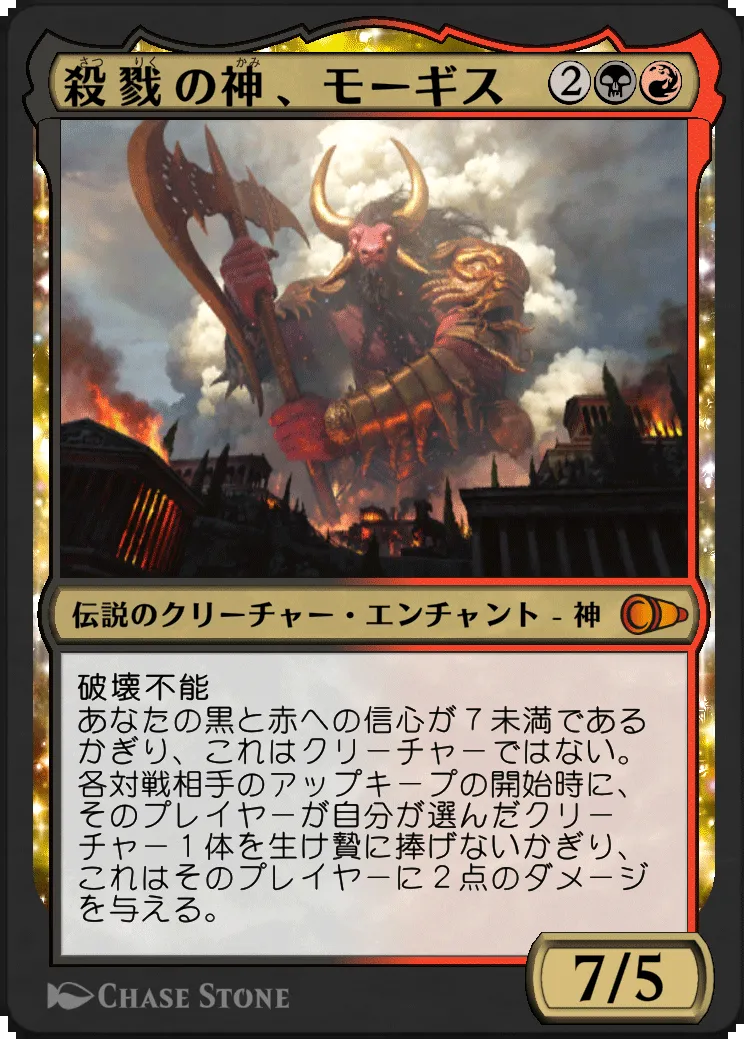 殺戮の神、モーギス 2
伝説のクリーチャー・エンチャント - 神
破壊不能
あなたの黒と赤への信心が７未満である
かぎり、これはクリーチャーではない。
各対戦相手のアップキープの開始時に、
そのプレイヤーが自分が選んだクリー
チャー１体を生け贄に捧げないかぎり、
これはそのプレイヤーに２点のダメージ
を与える。
7/5
CHASE STONE